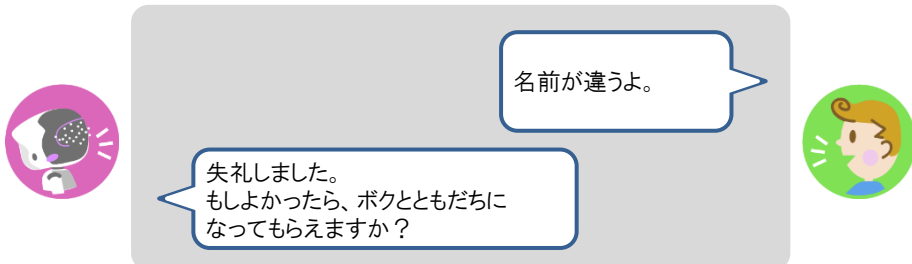 名前が違うよ。
失礼しました。
もしよかったら、ボクとともだちに
なってもらえますか？